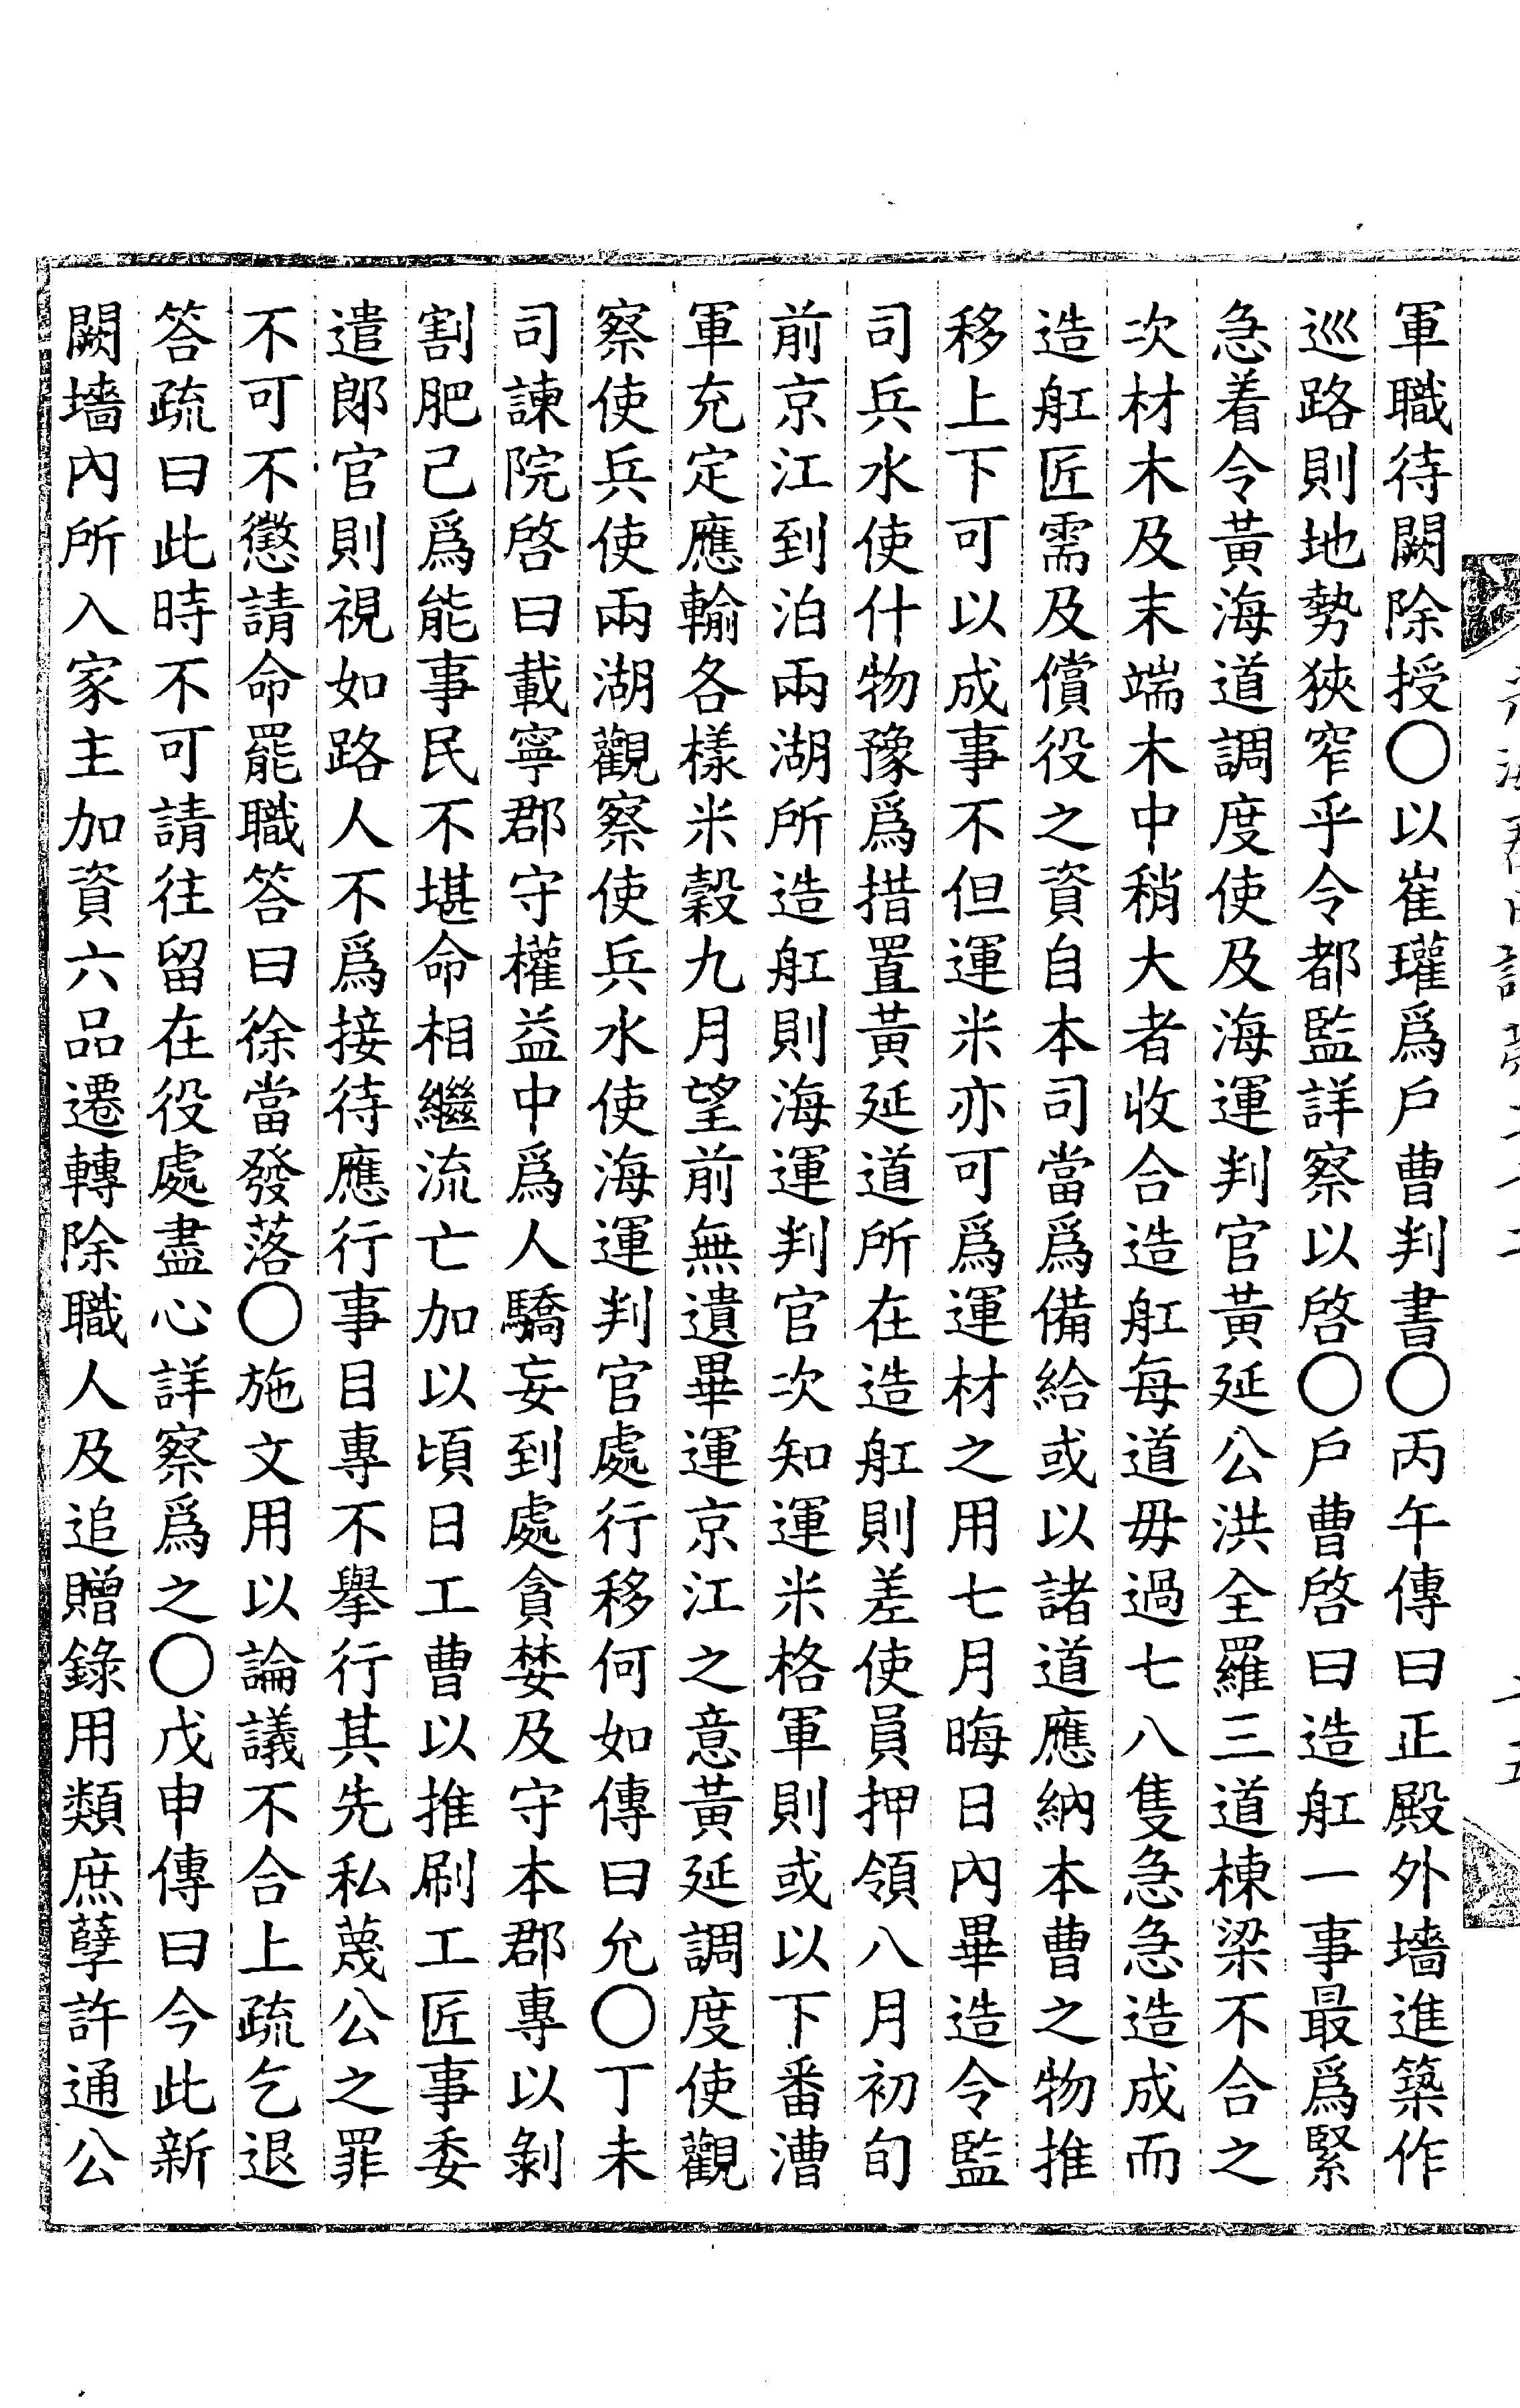 軍職待闕除授○以崔瓘爲戶曹判書○丙午傳曰正殿外墻進築作
巡路則地勢狹窄乎令都監詳察以啓○戶曹啓曰造舡一事最爲緊
急着令黃海道調度使及海運判官黃延公洪全羅三道棟梁不合之
次材木及末端木中稍大者收合造舡每道毋過七八隻急急造成而
造舡匠需及償役之資自本司當爲備給或以諸道應納本曹之物推
移上下可以成事不但運米亦可爲運材之用七月晦日內畢造令監
司兵水使什物豫爲措置黃延道所在造舡則差使員押領八月初旬
前京江到泊兩湖所造舡則海運判官次知運米格軍則或以下番漕
軍充定應輸各樣米穀九月望前無遺畢運京江之意黃延調度使觀
察使兵使兩湖觀察使兵水使海運判官處行移何如傳曰允○丁未
司諫院啓曰載寧郡守權益中爲人驕妄到處貪婪及守本郡專以剝
割肥己爲能事民不堪命相繼流亡加以頃日工曹以推刷工匠事委
遣郞官則視如路人不爲接待應行事目專不擧行其先私蔑公之罪
不可不懲請命罷職答曰徐當發落○施文用以論議不合上疏乞退
答疏曰此時不可請往留在役處盡心詳察爲之○戊申傳曰今此新
闕墻內所入家主加資六品遷轉除職人及追贈錄用類庶孼許通公